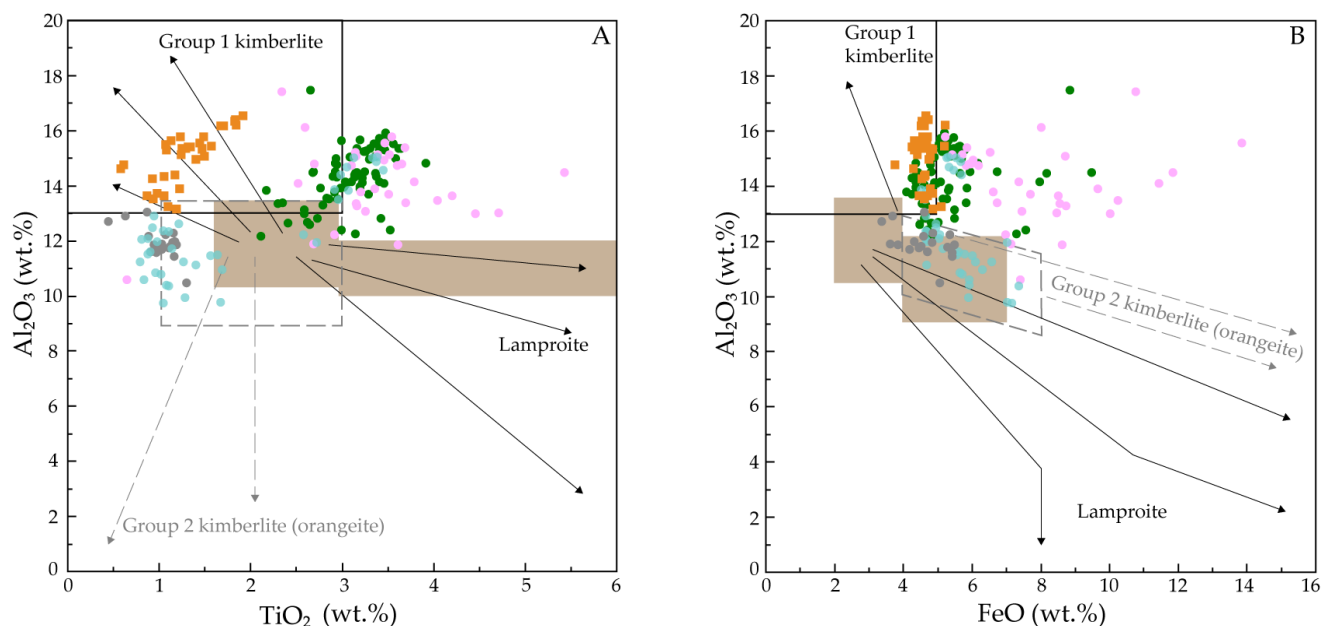 A
Group 1 kimberlite
Al2O3 (wt.%)
20
18
16
14
12
10
8
6
4
2
0
Lamproite
Group 2 kimberlite (orangeite)
0 1 2 3 4 5 6
TiO2 (wt.%)
B
Group 1
kimberlite
Al2O3 (wt.%)
20
18
16
14
12
10
8
6
4
2
0
Group 2 kimberlite (orangeite)
Lamproite
0 2 4 6 8 10 12 14 16
FeO (wt.%)